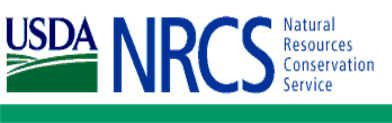 USDA NRCS
Natural
Resources
Conservation
Service